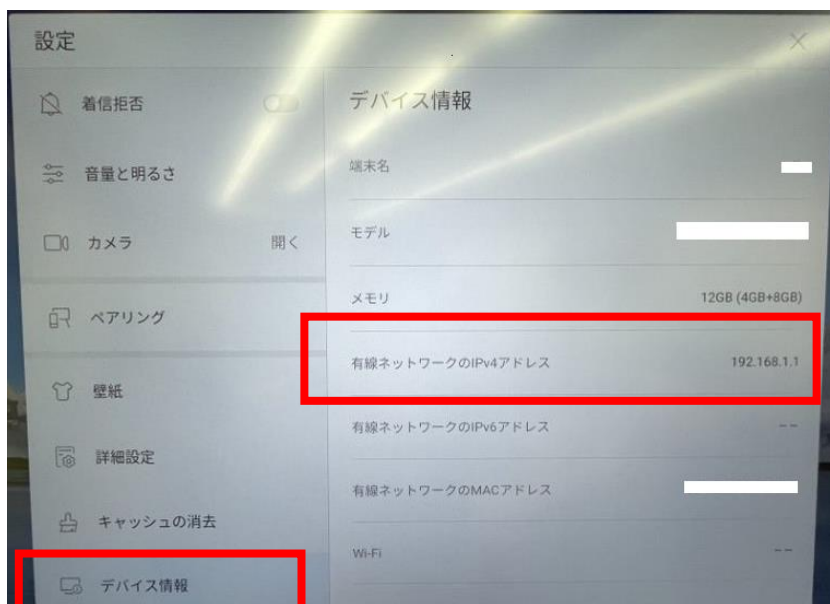 設定
着信拒否
音量と明るさ
カメラ 開く
ペアリング
壁紙
詳細設定
キャッシュの消去
デバイス情報
デバイス情報
端末名
モデル
メモリ 12GB (4GB+8GB)
有線ネットワークのIPv4アドレス 192.168.1.1
有線ネットワークのIPv6アドレス --
有線ネットワークのMACアドレス
Wi-Fi --